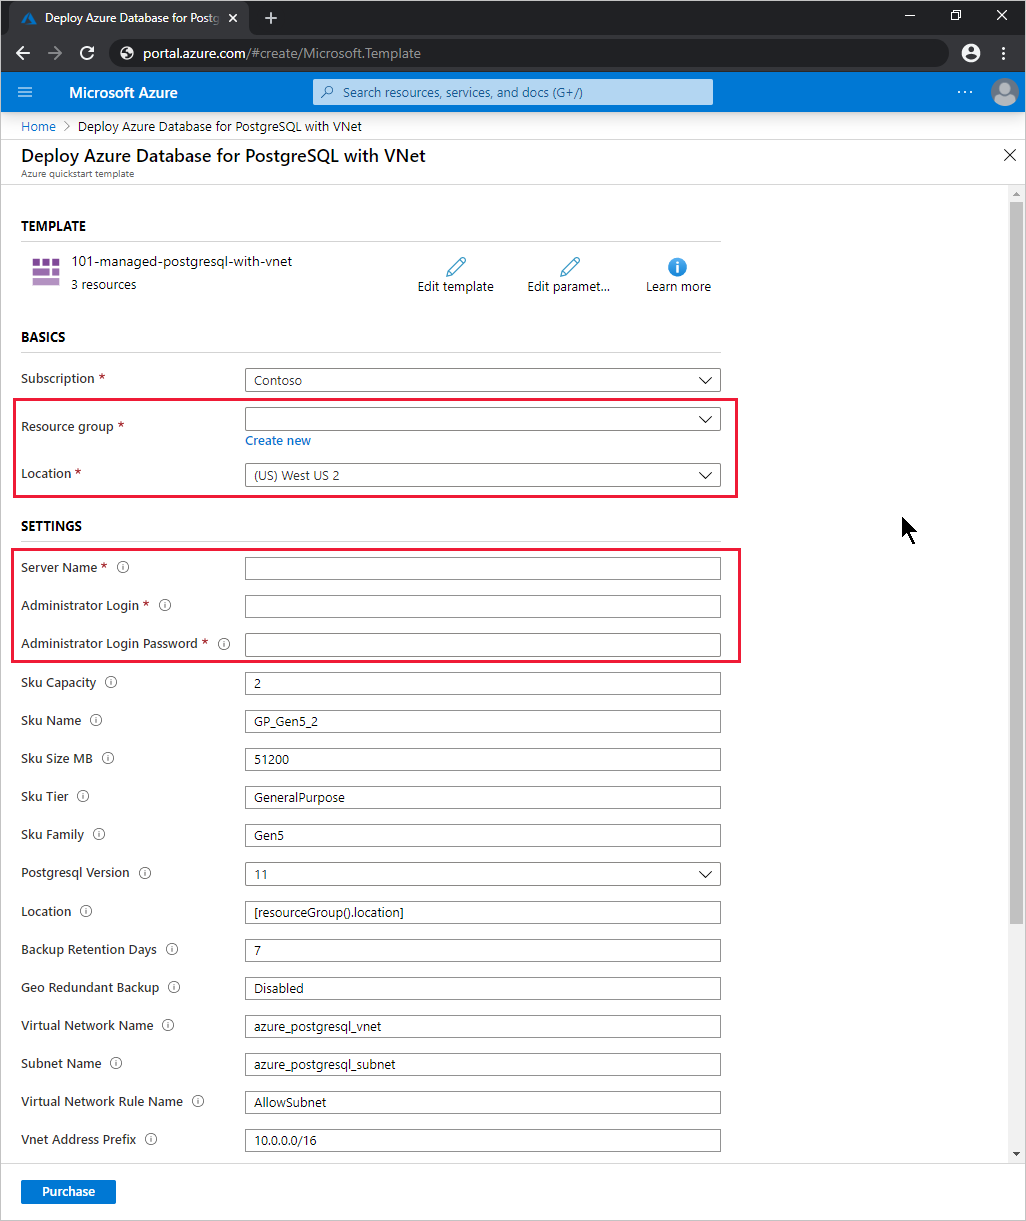 Deploy Azure Database for Postg
portal.azure.com/#create/Microsoft.Template
Microsoft Azure
Search resources, services, and docs (G+/)
Home > Deploy Azure Database for PostgreSQL with VNet
Deploy Azure Database for PostgreSQL with VNet
Azure quickstart template
TEMPLATE
101-managed-postgresql-with-vnet
3 resources
Edit template
Edit paramet...
Learn more
BASICS
Subscription *
Contoso
Resource group *
Create new
Location *
(US) West US 2
SETTINGS
Server Name *
Administrator Login *
Administrator Login Password *
Sku Capacity
2
Sku Name
GP_Gen5_2
Sku Size MB
51200
Sku Tier
GeneralPurpose
Sku Family
Gen5
Postgresql Version
11
Location
[resourceGroup().location]
Backup Retention Days
7
Geo Redundant Backup
Disabled
Virtual Network Name
azure_postgresql_vnet
Subnet Name
azure_postgresql_subnet
Virtual Network Rule Name
AllowSubnet
Vnet Address Prefix
10.0.0.0/16
Purchase